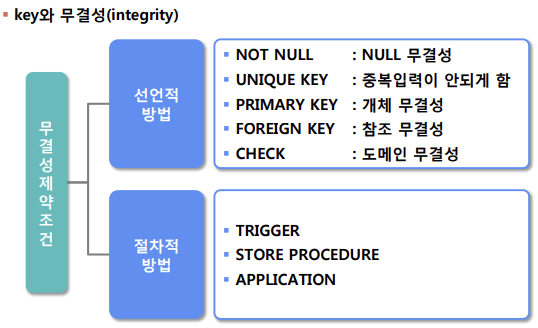 ▪ key와 무결성(integrity)
무결성제약조건
선언적
방법
▪ NOT NULL : NULL 무결성
▪ UNIQUE KEY : 중복입력이 안되게 함
▪ PRIMARY KEY : 개체 무결성
▪ FOREIGN KEY : 참조 무결성
▪ CHECK : 도메인 무결성
절차적
방법
▪ TRIGGER
▪ STORE PROCEDURE
▪ APPLICATION